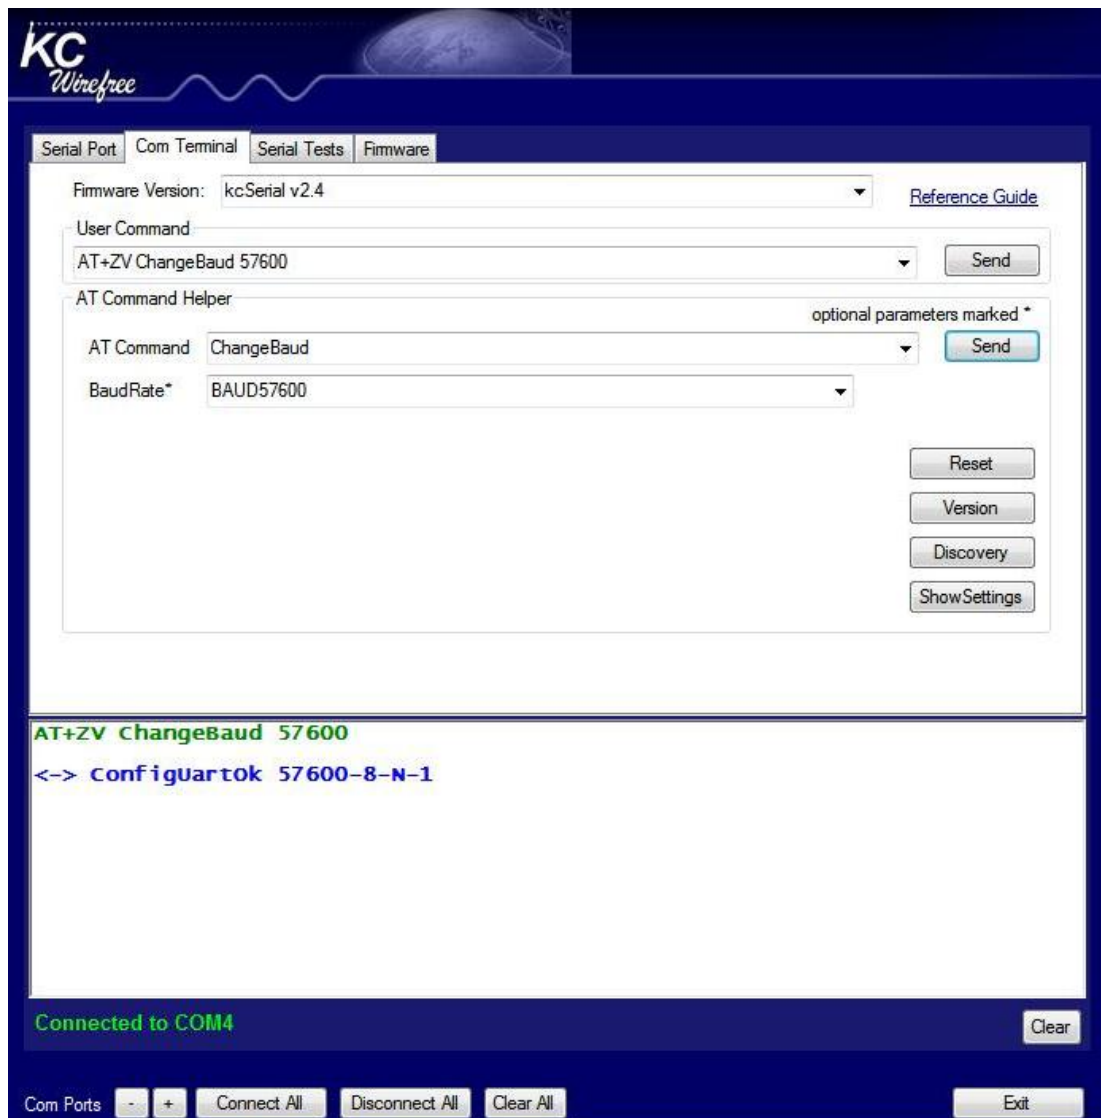 KC
Wirefree
Serial Port Com Terminal Serial Tests Firmware
Firmware Version: kcSerial v2.4 Reference Guide
User Command
AT+ZV ChangeBaud 57600 Send
AT Command Helper
optional parameters marked *
AT Command ChangeBaud Send
BaudRate* BAUD57600
Reset
Version
Discovery
ShowSettings
AT+ZV ChangeBaud 57600
<-> ConfigUartOk 57600-8-N-1
Connected to COM4 Clear
Com Ports - + Connect All Disconnect All Clear All Exit